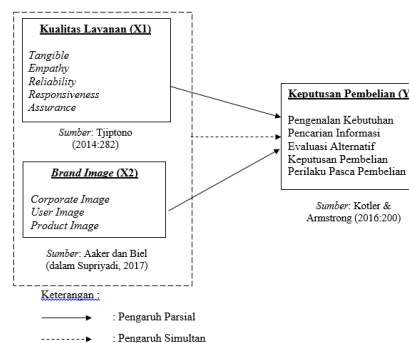 Kualitas Layanan (X1)
Tangible
Empathy
Reliability
Responsiveness
Assurance
Sumber: Tjiptono
(2014:282)
Brand Image (X2)
Corporate Image
User Image
Product Image
Sumber: Aaker dan Biel
(dalam Supriyadi, 2017)
Keputusan Pembelian (Y
Pengenalan Kebutuhan
Pencarian Informasi
Evaluasi Alternatif
Keputusan Pembelian
Perilaku Pasca Pembelian
Sumber: Kotler &
Armstrong (2016:200)
Keterangan :
: Pengaruh Parsial
: Pengaruh Simultan